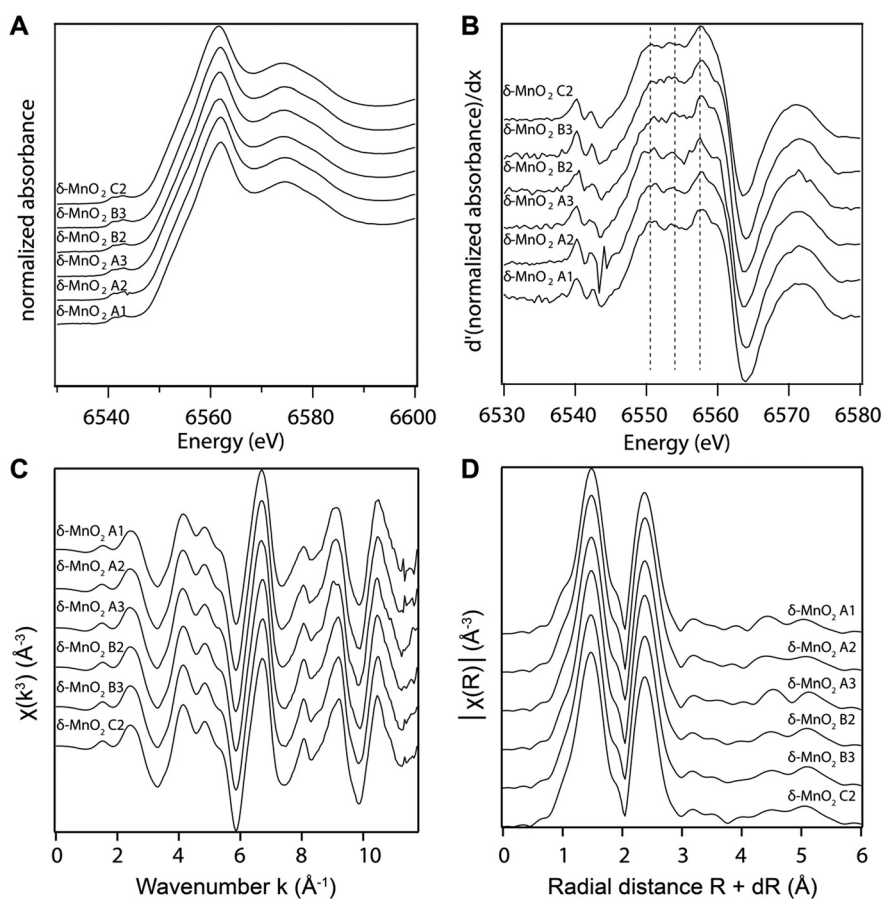 A
normalized absorbance
δ-MnO₂ C2
δ-MnO₂ B3
δ-MnO₂ B2
δ-MnO₂ A3
δ-MnO₂ A2
δ-MnO₂ A1
6540 6560 6580 6600
Energy (eV)
B
d'(normalized absorbance)/dx
δ-MnO₂ C2
δ-MnO₂ B3
δ-MnO₂ B2
δ-MnO₂ A3
δ-MnO₂ A2
δ-MnO₂ A1
6530 6540 6550 6560 6570 6580
Energy (eV)
C
χ(k³) (Å⁻³)
δ-MnO₂ A1
δ-MnO₂ A2
δ-MnO₂ A3
δ-MnO₂ B2
δ-MnO₂ B3
δ-MnO₂ C2
0 2 4 6 8 10
Wavenumber k (Å⁻¹)
D
| χ(R) | (Å⁻³)
δ-MnO₂ A1
δ-MnO₂ A2
δ-MnO₂ A3
δ-MnO₂ B2
δ-MnO₂ B3
δ-MnO₂ C2
0 1 2 3 4 5 6
Radial distance R + dR (Å)